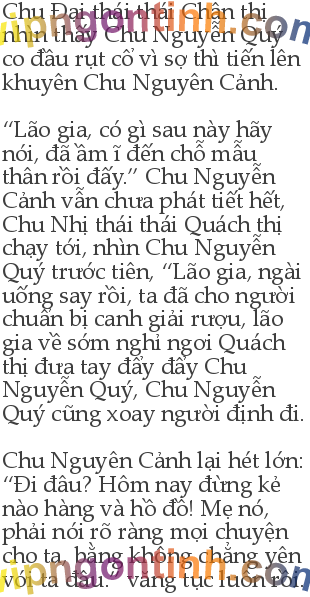 Chu Đại thái thái Chân thị
nhìn thấy Chu Nguyễn Quý
co đầu rụt cổ vì sợ thì tiến lên
khuyên Chu Nguyên Cảnh.
“Lão gia, có gì sau này hãy
nói, đã ầm ĩ đến chỗ mẫu
thân rồi đấy.” Chu Nguyễn
Cảnh vẫn chưa phát tiết hết,
Chu Nhị thái thái Quách thị
chạy tới, nhìn Chu Nguyễn
Quý trước tiên, “Lão gia, ngài
uống say rồi, ta đã cho người
chuẩn bị canh giải rượu, lão
gia về sớm nghỉ ngơi Quách
thị đưa tay đẩy đẩy Chu
Nguyễn Quý, Chu Nguyễn
Quý cũng xoay người định đi.
Chu Nguyên Cảnh lại hét lớn:
“Đi đâu? Hôm nay đừng kẻ
nào hàng và hồ đồ! Mẹ nó,
phải nói rõ ràng mọi chuyện
cho ta, bằng không chẳng yên
với ta đâu.” văng tục luôn rồi.
vipngontinh.com
vipngontinh.com